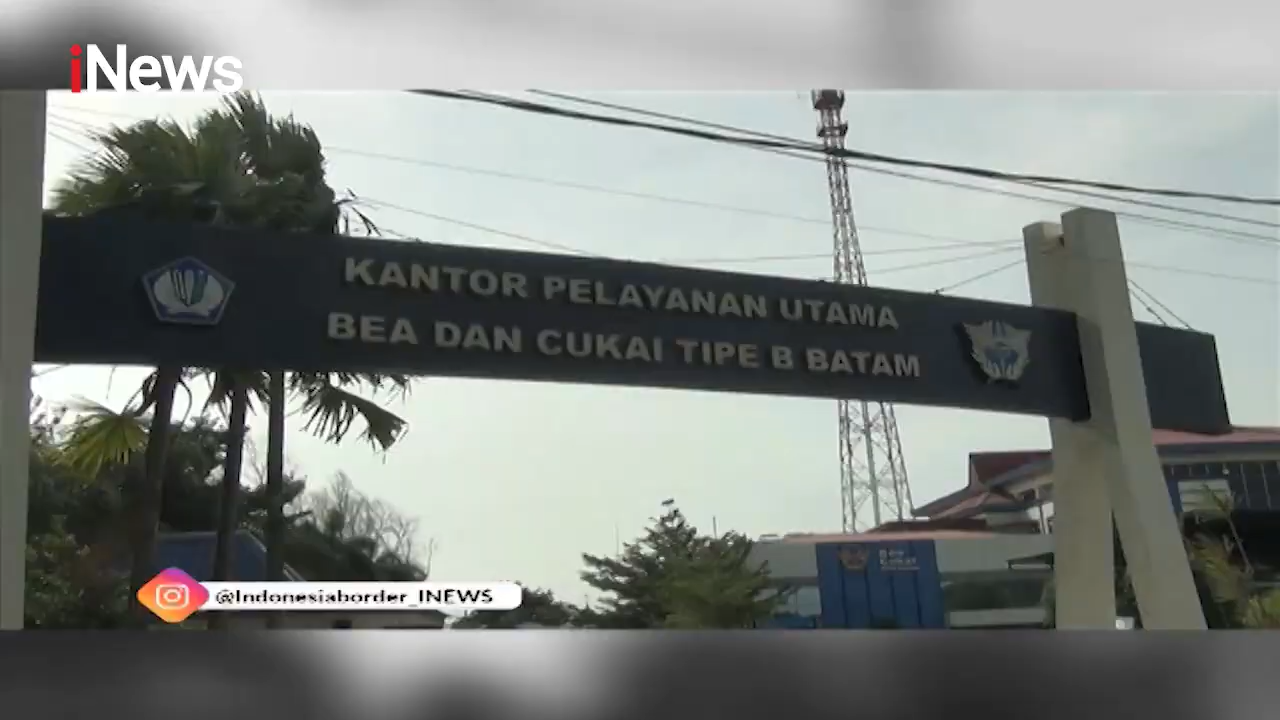 iNews
KANTOR PELAYANAN UTAMA
BEA DAN CUKAI TIPE B BATAM
@Indonesiaborder_INEWS